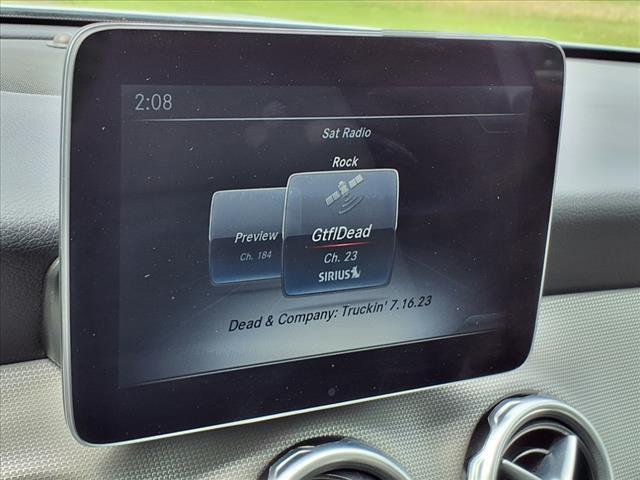 2:08
Sat Radio
Rock
Preview
Ch. 184
GtflDead
Ch. 23
SIRIUS
Dead & Company: Truckin' 7.16.23